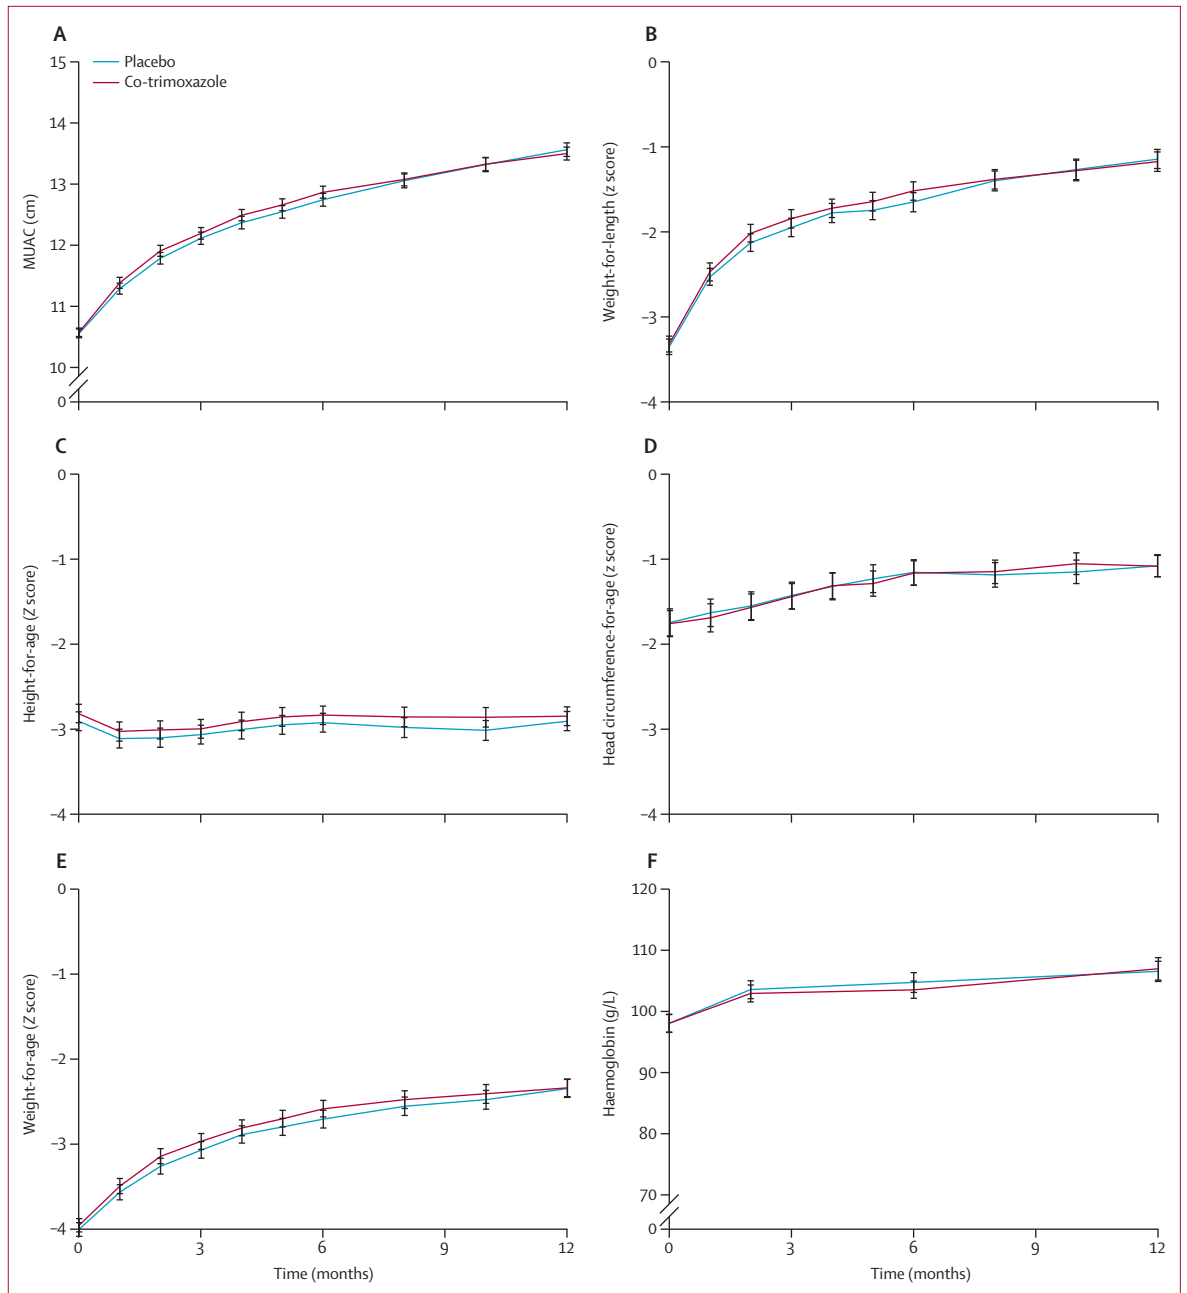 A
Placebo
Co-trimoxazole
15
14
13
12
11
10
0
MUAC (cm)
B
0
–1
–2
–3
–4
Weight-for-length (z score)
C
0
–1
–2
–3
–4
Height-for-age (Z score)
D
0
–1
–2
–3
–4
Head circumference-for-age (z score)
E
0
–1
–2
–3
–4
Weight-for-age (Z score)
0 3 6 9 12
Time (months)
F
120
110
100
90
80
70
0
Haemoglobin (g/L)
0 3 6 9 12
Time (months)